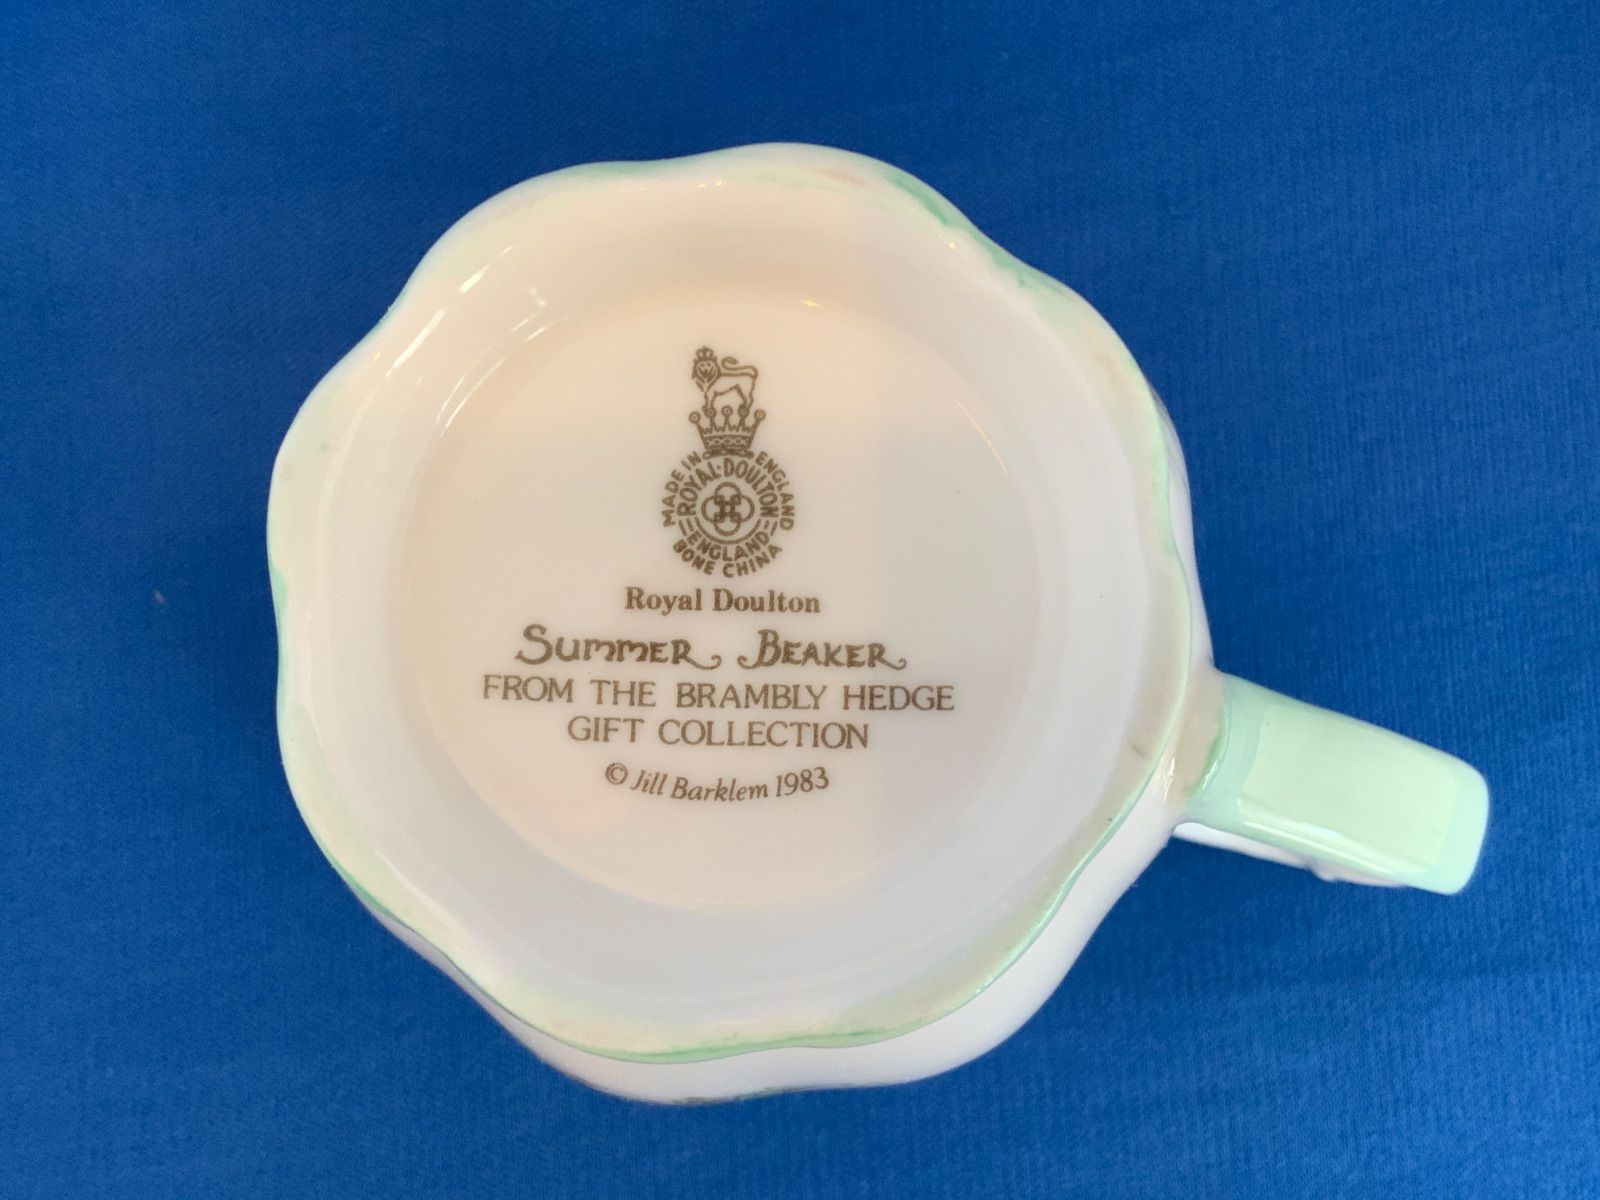 MADE IN ENGLAND
ROYAL·DOULTON
ENGLAND
BONE CHINA
Royal Doulton
SUMMER BEAKER
FROM THE BRAMBLY HEDGE
GIFT COLLECTION
© Jill Barklem 1983